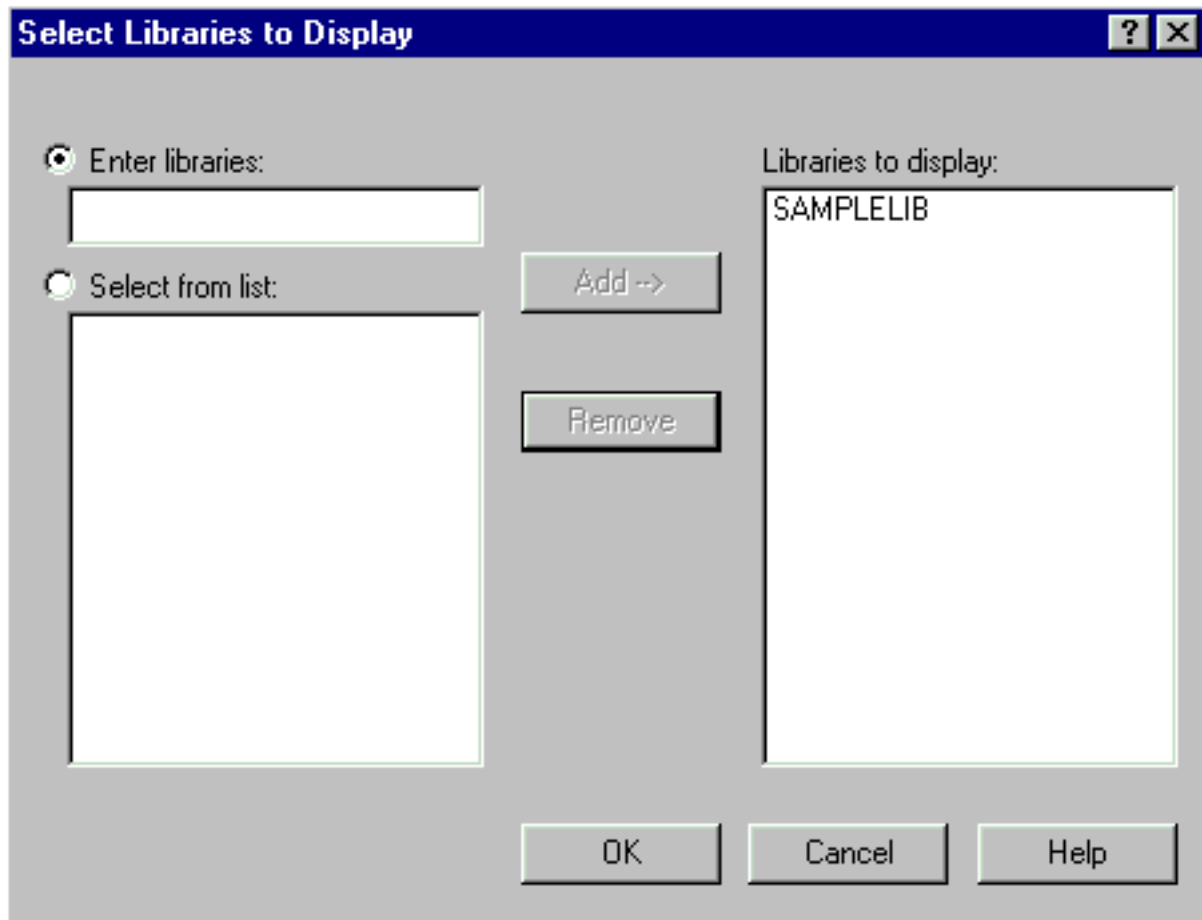 Select Libraries to Display
Enter libraries:
Select from list:
Add -->
Remove
Libraries to display:
SAMPLELIB
OK
Cancel
Help